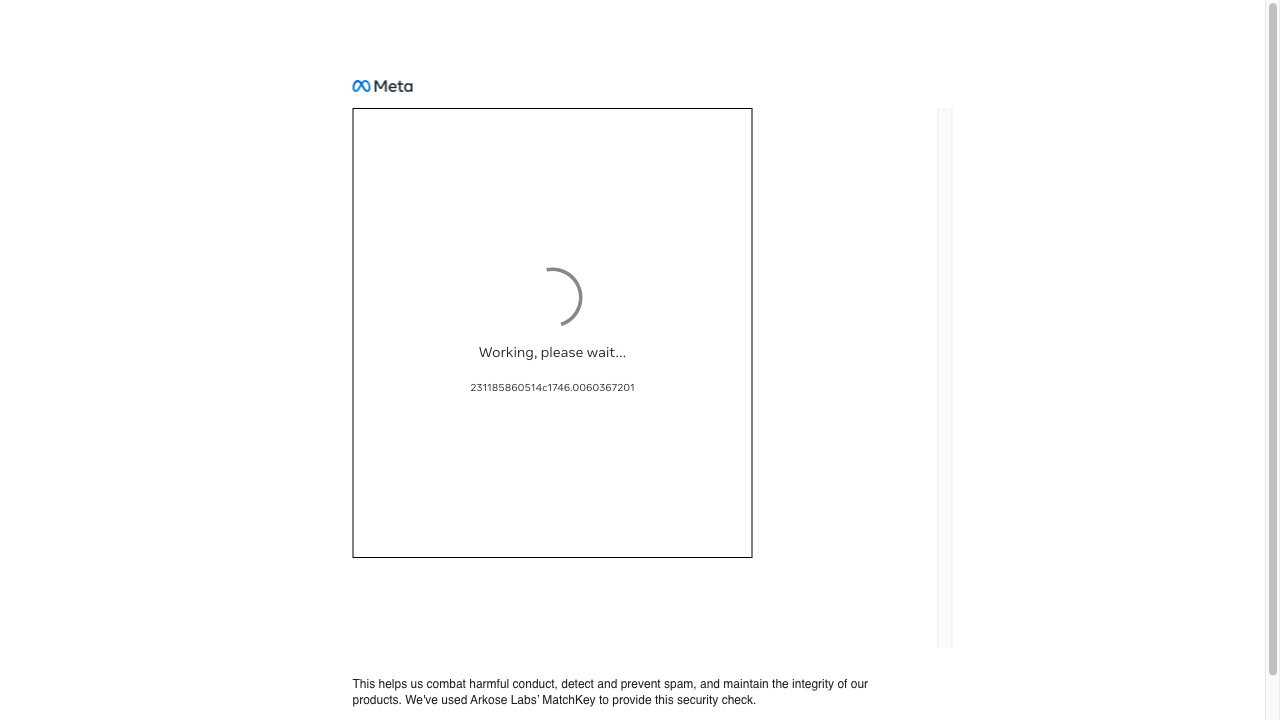 Meta
Working, please wait...
231185860514c1746.0060367201
This helps us combat harmful conduct, detect and prevent spam, and maintain the integrity of our
products. We've used Arkose Labs' MatchKey to provide this security check.